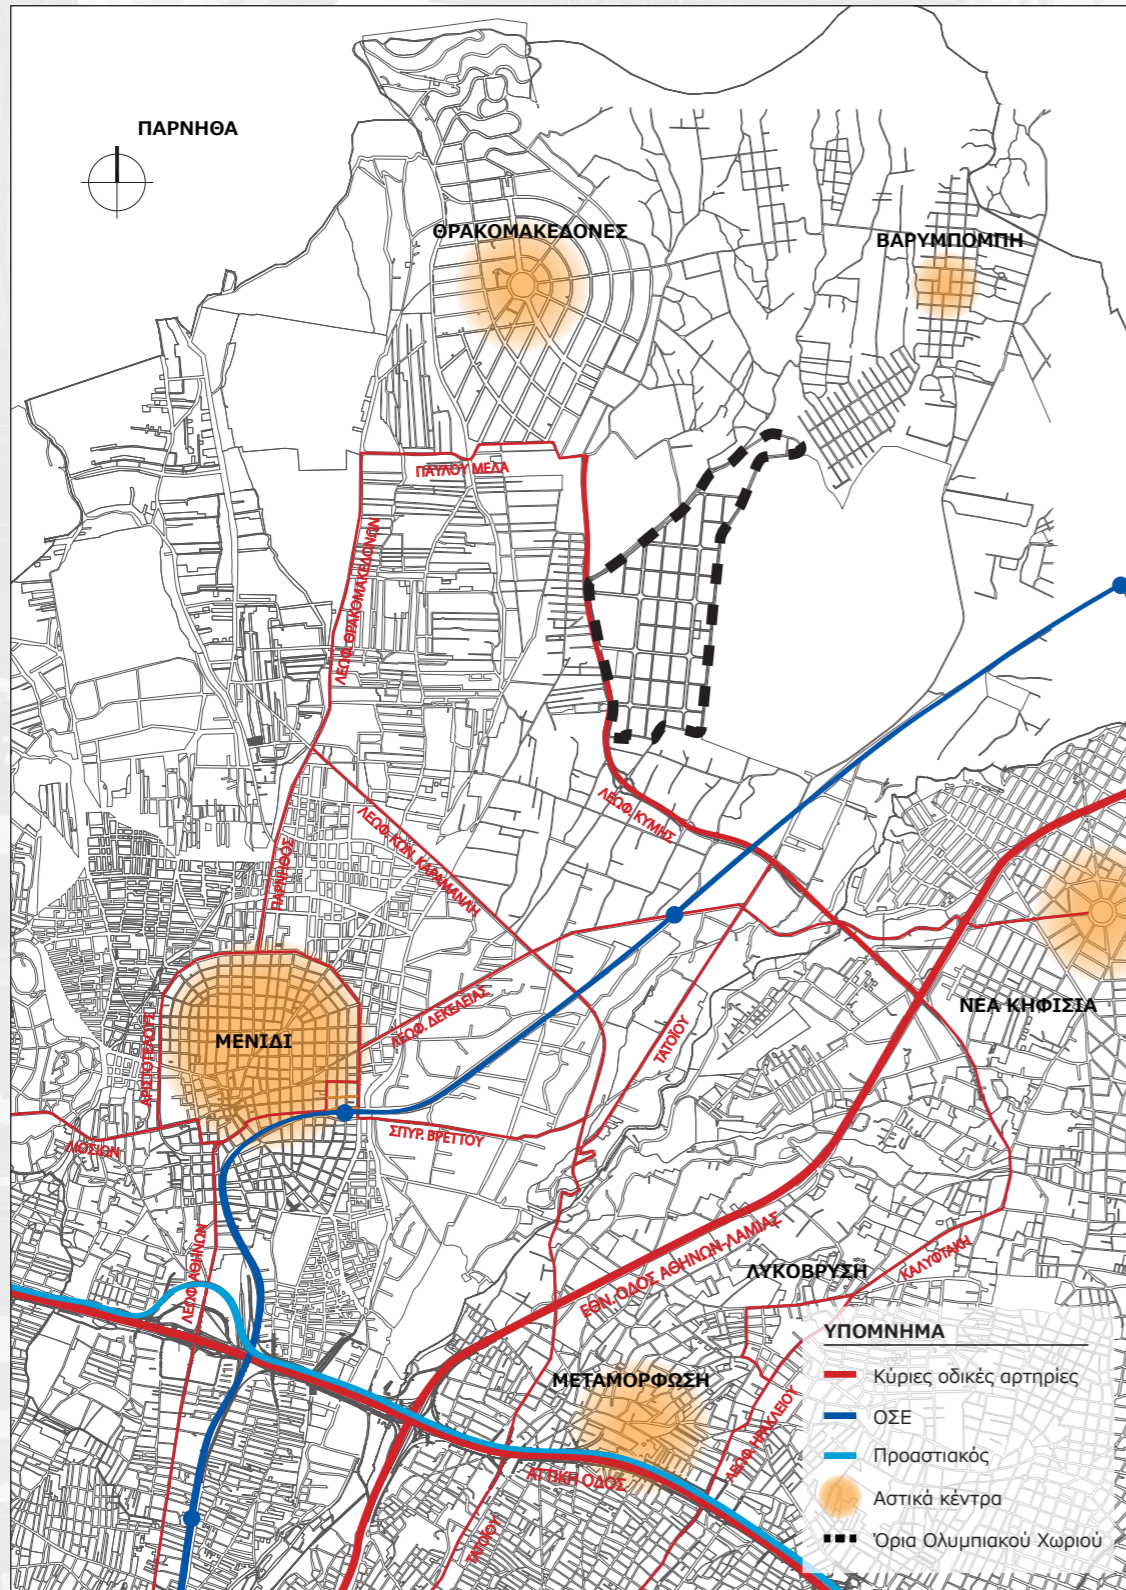 ΠΑΡΝΗΘΑ
ΘΡΑΚΟΜΑΚΕΔΟΝΕΣ
ΒΑΡΥΜΠΟΜΠΗ
ΠΑΥΛΟΥ ΜΕΛΑ
ΛΕΩΦ. ΘΡΑΚΟΜΑΚΕΔΟΝΩΝ
ΛΕΩΦ. ΚΥΜΗΣ
ΛΕΩΦ. ΚΩΝ. ΚΑΡΑΜΑΝΛΗ
ΠΑΡΝΗΘΟΣ
ΛΕΩΦ. ΔΕΚΕΛΕΙΑΣ
ΝΕΑ ΚΗΦΙΣΙΑ
ΜΕΝΙΔΙ
ΤΑΤΟΪΟΥ
ΑΡΙΣΤΟΤΕΛΟΥΣ
ΣΠΥΡ. ΒΡΕΤΤΟΥ
ΛΙΟΣΙΩΝ
ΛΕΩΦ. ΑΘΗΝΩΝ
ΕΘΝ. ΟΔΟΣ ΑΘΗΝΩΝ-ΛΑΜΙΑΣ
ΛΥΚΟΒΡΥΣΗ
ΚΑΛΥΦΤΑΚΗ
ΜΕΤΑΜΟΡΦΩΣΗ
ΛΕΩΦ. ΗΡΑΚΛΕΙΟΥ
ΑΤΤΙΚΗ ΟΔΟΣ
ΤΑΤΟΪΟΥ
ΥΠΟΜΝΗΜΑ
Κύριες οδικές αρτηρίες
ΟΣΕ
Προαστιακός
Αστικά κέντρα
Όρια Ολυμπιακού Χωριού